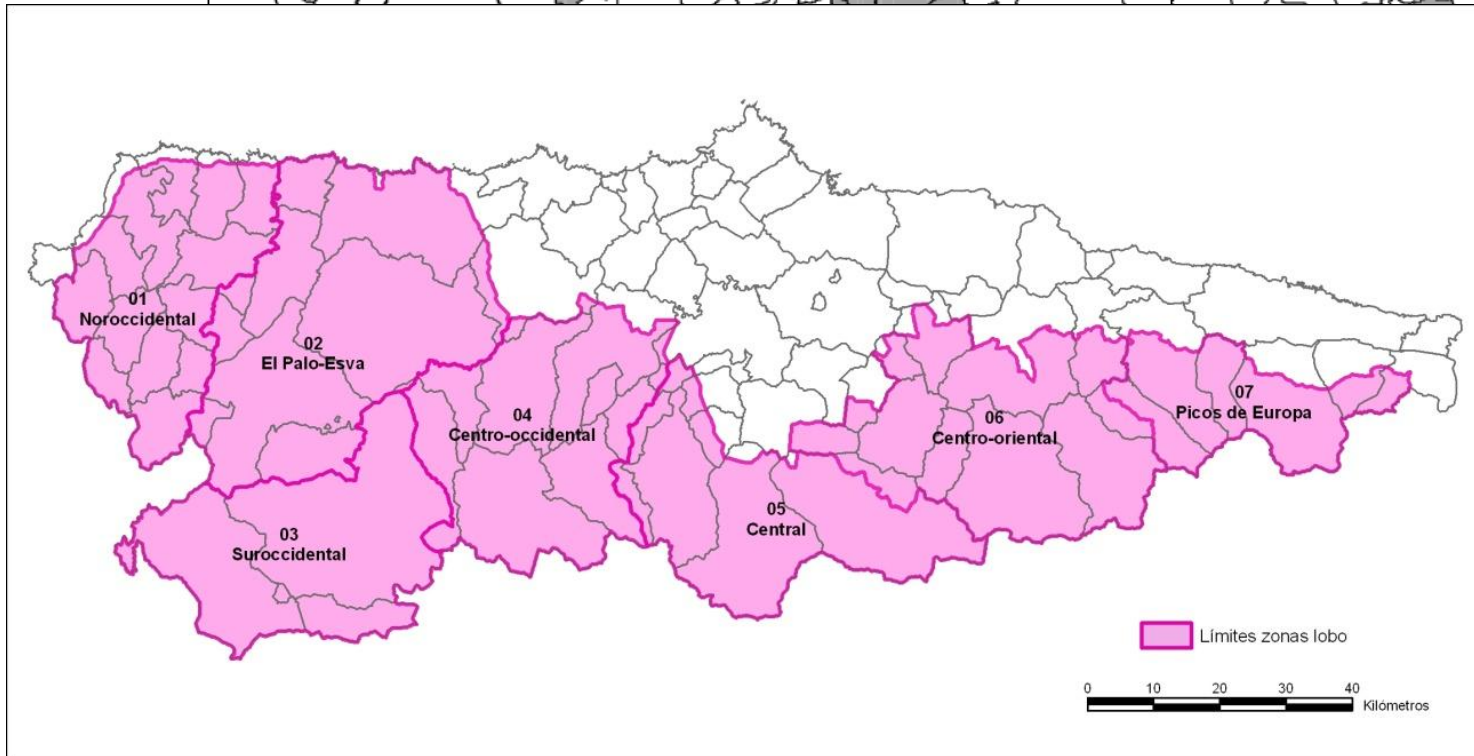 01
Noroccidental
02
El Palo-Esva
03
Suroccidental
04
Centro-occidental
05
Central
06
Centro-oriental
07
Picos de Europa
Límites zonas lobo
0 10 20 30 40
Kilómetros